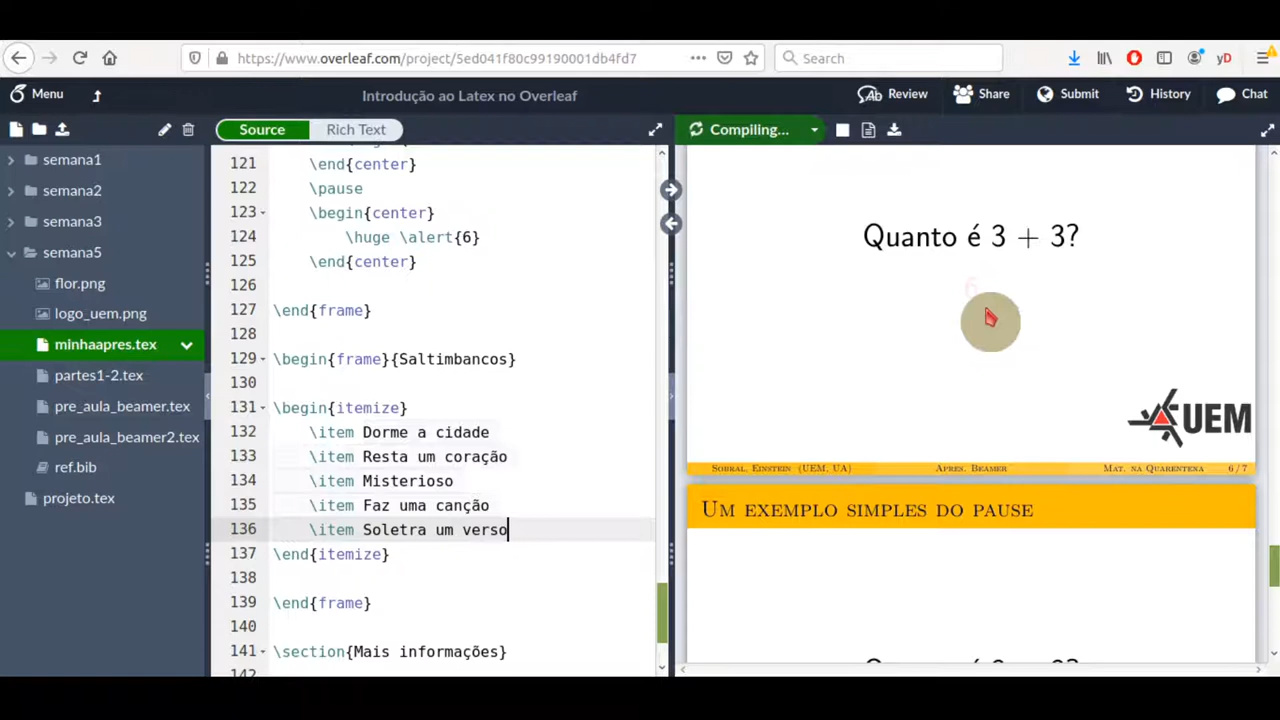 https://www.overleaf.com/project/5ed041f80c99190001db4fd7
Search
yD
Menu
Introdução ao Latex no Overleaf
Review
Share
Submit
History
Chat
Source
Rich Text
Compiling...
semana1
semana2
semana3
semana5
flor.png
logo_uem.png
minhaapres.tex
partes1-2.tex
pre_aula_beamer.tex
pre_aula_beamer2.tex
ref.bib
projeto.tex
121 \end{center}
122 \pause
123 \begin{center}
124 \huge \alert{6}
125 \end{center}
126
127 \end{frame}
128
129 \begin{frame}{Saltimbancos}
130
131 \begin{itemize}
132 \item Dorme a cidade
133 \item Resta um coração
134 \item Misterioso
135 \item Faz uma canção
136 \item Soletra um verso
137 \end{itemize}
138
139 \end{frame}
140
141 \section{Mais informações}
Quanto é 3 + 3?
6
UEM
Sobral, Einstein (UEM, UA) Apres. Beamer Mat. na Quarentena 6 / 7
Um exemplo simples do pause